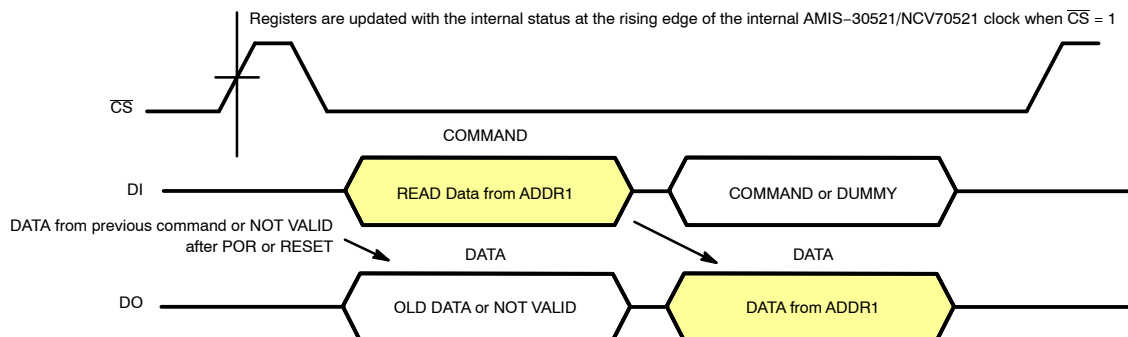 Registers are updated with the internal status at the rising edge of the internal AMIS−30521/NCV70521 clock when C̅S̅ = 1
C̅S̅
COMMAND
DI
READ Data from ADDR1
COMMAND or DUMMY
DATA from previous command or NOT VALID
after POR or RESET
DATA
DATA
DO
OLD DATA or NOT VALID
DATA from ADDR1